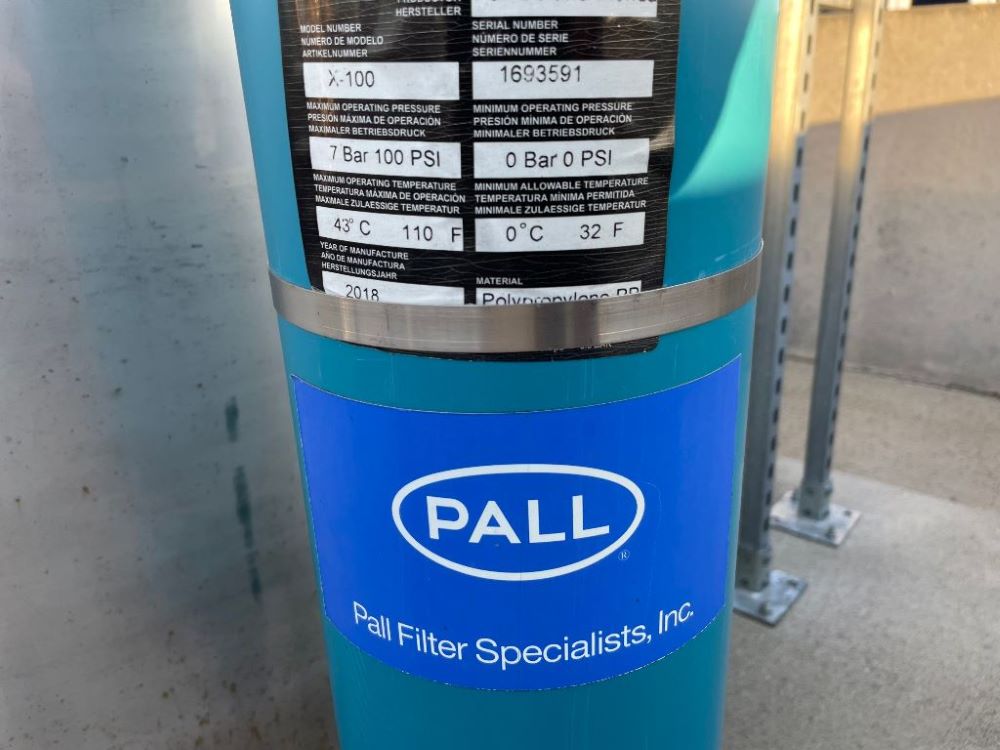 HERSTELLER
MODEL NUMBER
NÚMERO DE MODELO
ARTIKELNUMMER
X-100
SERIAL NUMBER
NÚMERO DE SERIE
SERIENNUMMER
1693591
MAXIMUM OPERATING PRESSURE
PRESIÓN MÁXIMA DE OPERACIÓN
MAXIMALER BETRIEBSDRUCK
7 Bar 100 PSI
MINIMUM OPERATING PRESSURE
PRESIÓN MÍNIMA DE OPERACIÓN
MINIMALER BETRIEBSDRUCK
0 Bar 0 PSI
MAXIMUM OPERATING TEMPERATURE
TEMPERATURA MÁXIMA DE OPERACIÓN
MAXIMALE ZULAESSIGE TEMPERATUR
43° C 110 F
MINIMUM ALLOWABLE TEMPERATURE
TEMPERATURA MÍNIMA PERMITIDA
MINIMALE ZULAESSIGE TEMPERATUR
0°C 32 F
YEAR OF MANUFACTURE
AÑO DE MANUFACTURA
HERSTELLUNGSJAHR
2018
MATERIAL
Polypropylene PP
PALL
®
Pall Filter Specialists, Inc.